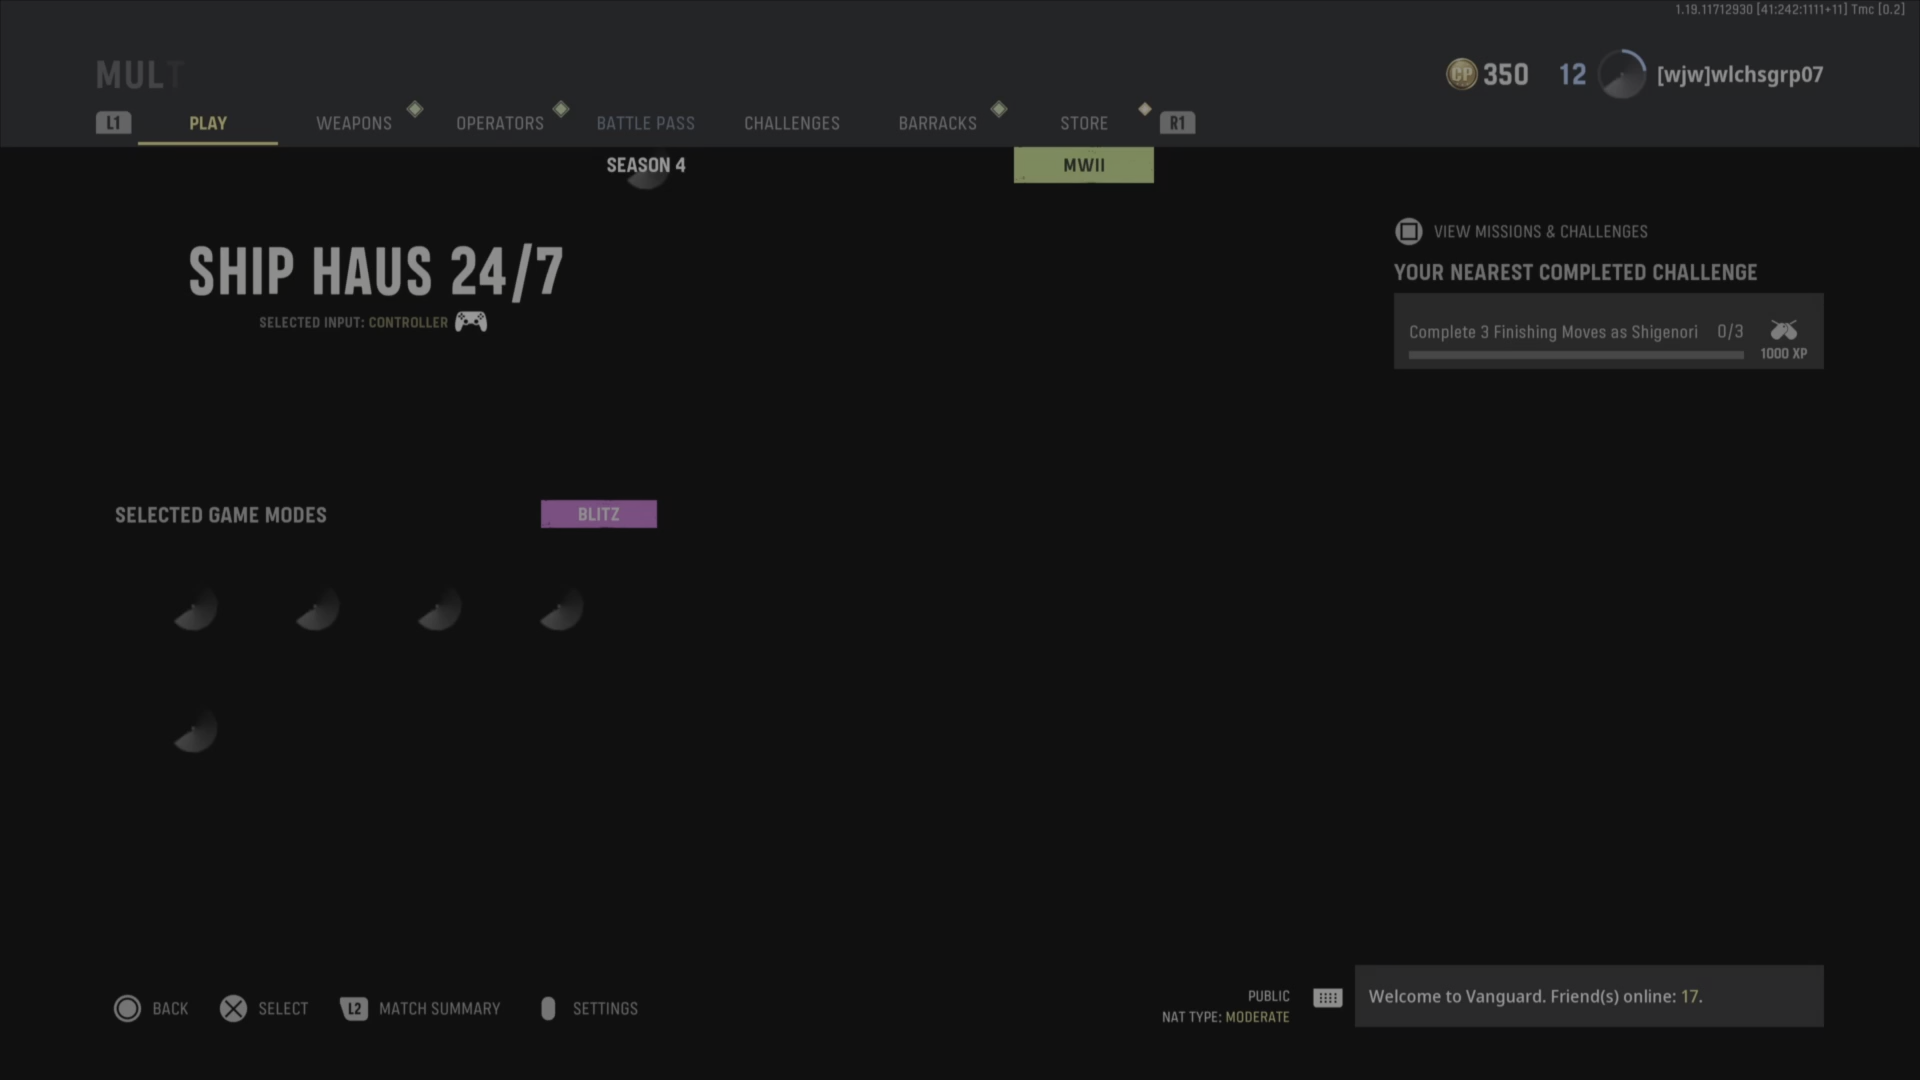 1.19.11712930 [41:242:1111+11] Tmc [0.2]
MULT
CP 350 12 [wjw]wlchsgrp07
L1 PLAY WEAPONS OPERATORS BATTLE PASS CHALLENGES BARRACKS STORE R1
SEASON 4 MWII
SHIP HAUS 24/7
SELECTED INPUT: CONTROLLER
VIEW MISSIONS & CHALLENGES
YOUR NEAREST COMPLETED CHALLENGE
Complete 3 Finishing Moves as Shigenori 0/3
1000 XP
SELECTED GAME MODES BLITZ
BACK SELECT L2 MATCH SUMMARY SETTINGS
PUBLIC
NAT TYPE: MODERATE
Welcome to Vanguard. Friend(s) online: 17.